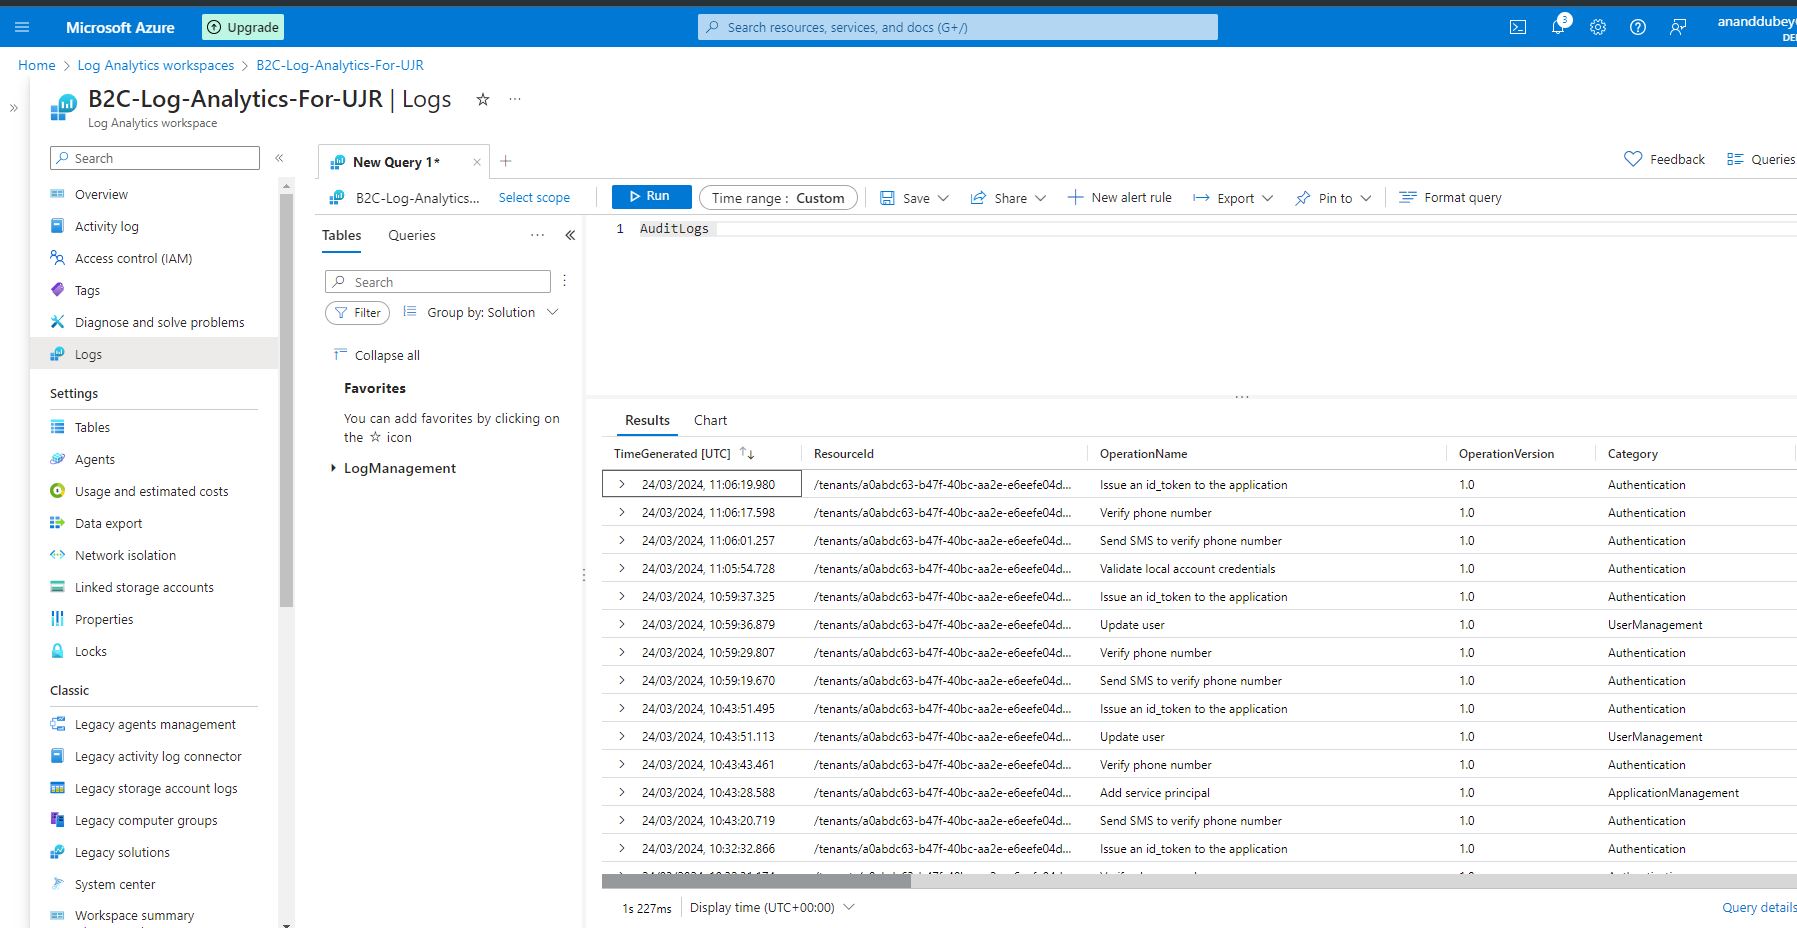 Microsoft Azure
Upgrade
Search resources, services, and docs (G+/)
3
ananddubey
Home > Log Analytics workspaces > B2C-Log-Analytics-For-UJR
B2C-Log-Analytics-For-UJR | Logs
Log Analytics workspace
Search
Overview
Activity log
Access control (IAM)
Tags
Diagnose and solve problems
Logs
Settings
Tables
Agents
Usage and estimated costs
Data export
Network isolation
Linked storage accounts
Properties
Locks
Classic
Legacy agents management
Legacy activity log connector
Legacy storage account logs
Legacy computer groups
Legacy solutions
System center
Workspace summary
New Query 1*
Feedback
Queries
B2C-Log-Analytics...
Select scope
Run
Time range : Custom
Save
Share
New alert rule
Export
Pin to
Format query
Tables
Queries
Search
Filter
Group by: Solution
Collapse all
Favorites
You can add favorites by clicking on
the ☆ icon
LogManagement
1 AuditLogs
Results
Chart
TimeGenerated [UTC] ResourceId OperationName OperationVersion Category
24/03/2024, 11:06:19.980 /tenants/a0abdc63-b47f-40bc-aa2e-e6eefe04d... Issue an id_token to the application 1.0 Authentication
24/03/2024, 11:06:17.598 /tenants/a0abdc63-b47f-40bc-aa2e-e6eefe04d... Verify phone number 1.0 Authentication
24/03/2024, 11:06:01.257 /tenants/a0abdc63-b47f-40bc-aa2e-e6eefe04d... Send SMS to verify phone number 1.0 Authentication
24/03/2024, 11:05:54.728 /tenants/a0abdc63-b47f-40bc-aa2e-e6eefe04d... Validate local account credentials 1.0 Authentication
24/03/2024, 10:59:37.325 /tenants/a0abdc63-b47f-40bc-aa2e-e6eefe04d... Issue an id_token to the application 1.0 Authentication
24/03/2024, 10:59:36.879 /tenants/a0abdc63-b47f-40bc-aa2e-e6eefe04d... Update user 1.0 UserManagement
24/03/2024, 10:59:29.807 /tenants/a0abdc63-b47f-40bc-aa2e-e6eefe04d... Verify phone number 1.0 Authentication
24/03/2024, 10:59:19.670 /tenants/a0abdc63-b47f-40bc-aa2e-e6eefe04d... Send SMS to verify phone number 1.0 Authentication
24/03/2024, 10:43:51.495 /tenants/a0abdc63-b47f-40bc-aa2e-e6eefe04d... Issue an id_token to the application 1.0 Authentication
24/03/2024, 10:43:51.113 /tenants/a0abdc63-b47f-40bc-aa2e-e6eefe04d... Update user 1.0 UserManagement
24/03/2024, 10:43:43.461 /tenants/a0abdc63-b47f-40bc-aa2e-e6eefe04d... Verify phone number 1.0 Authentication
24/03/2024, 10:43:28.588 /tenants/a0abdc63-b47f-40bc-aa2e-e6eefe04d... Add service principal 1.0 ApplicationManagement
24/03/2024, 10:43:20.719 /tenants/a0abdc63-b47f-40bc-aa2e-e6eefe04d... Send SMS to verify phone number 1.0 Authentication
24/03/2024, 10:32:32.866 /tenants/a0abdc63-b47f-40bc-aa2e-e6eefe04d... Issue an id_token to the application 1.0 Authentication
1s 227ms
Display time (UTC+00:00)
Query details